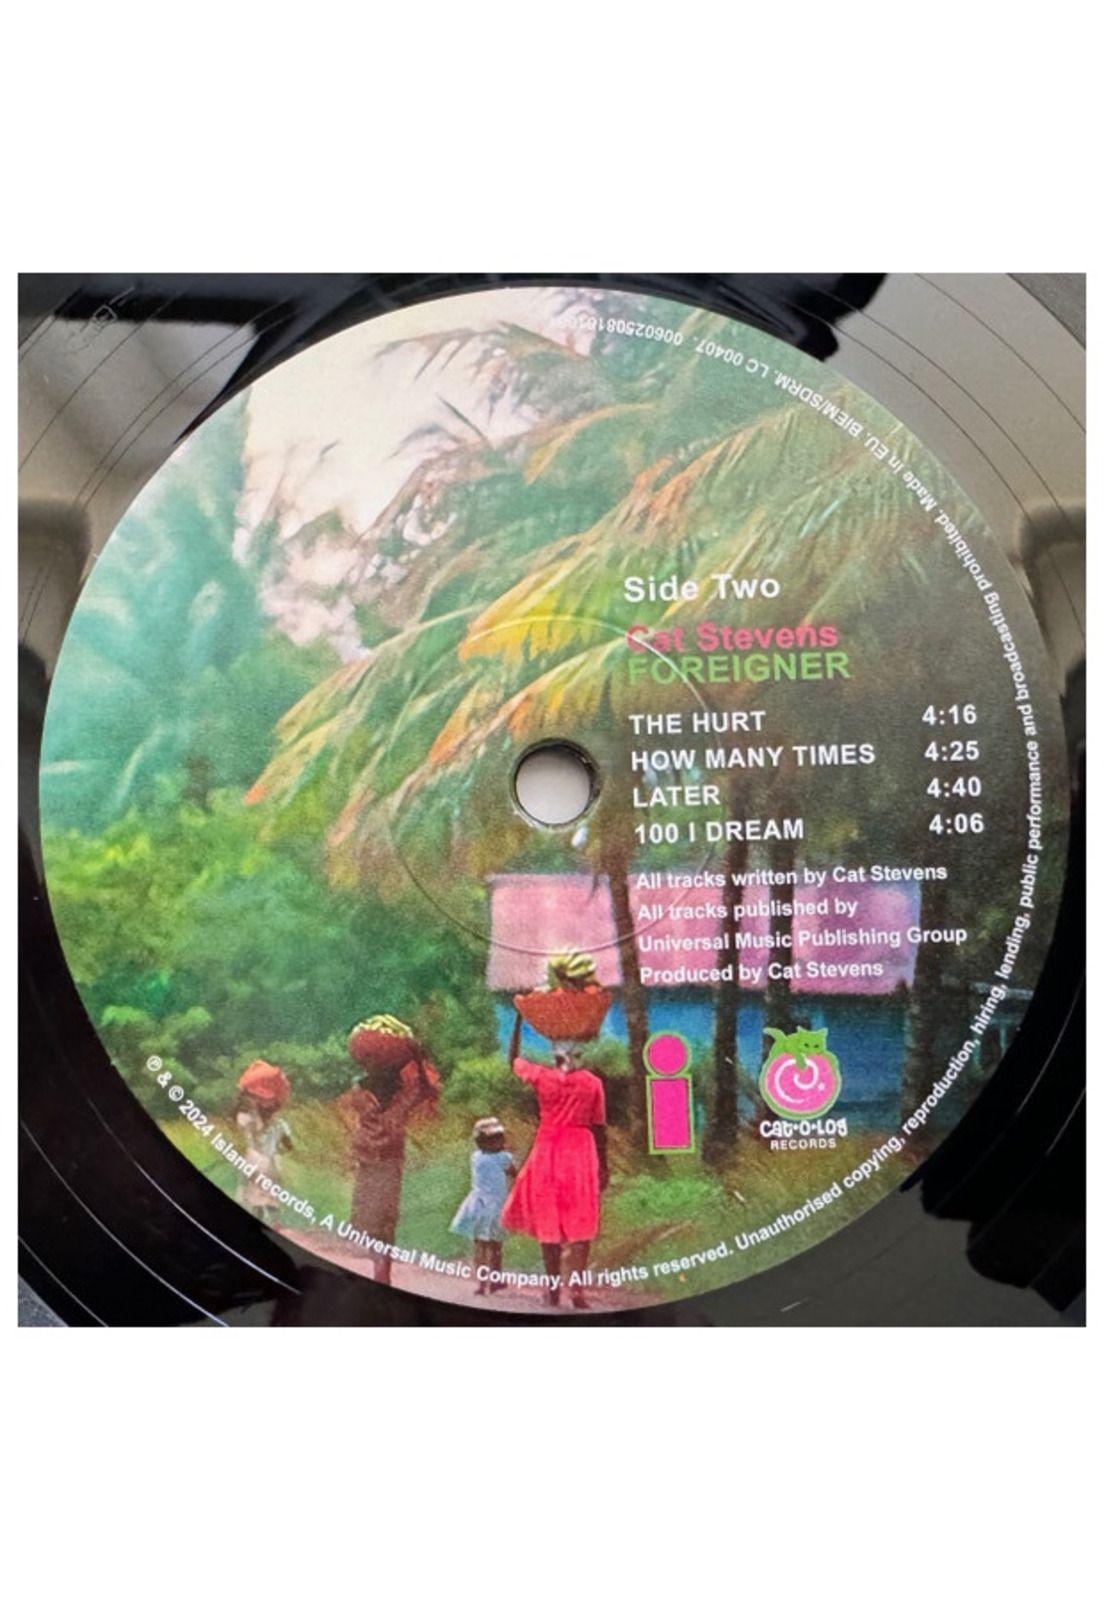 Side Two
Cat Stevens
FOREIGNER
THE HURT 4:16
HOW MANY TIMES 4:25
LATER 4:40
100 I DREAM 4:06
All tracks written by Cat Stevens
All tracks published by
Universal Music Publishing Group
Produced by Cat Stevens
i
cat•o•log
RECORDS
℗ & © 2024 Island records, A Universal Music Company. All rights reserved. Unauthorised copying, reproduction, hiring, lending, public performance and broadcasting prohibited. Made in EU. BIEM/SDRM. LC 00407.